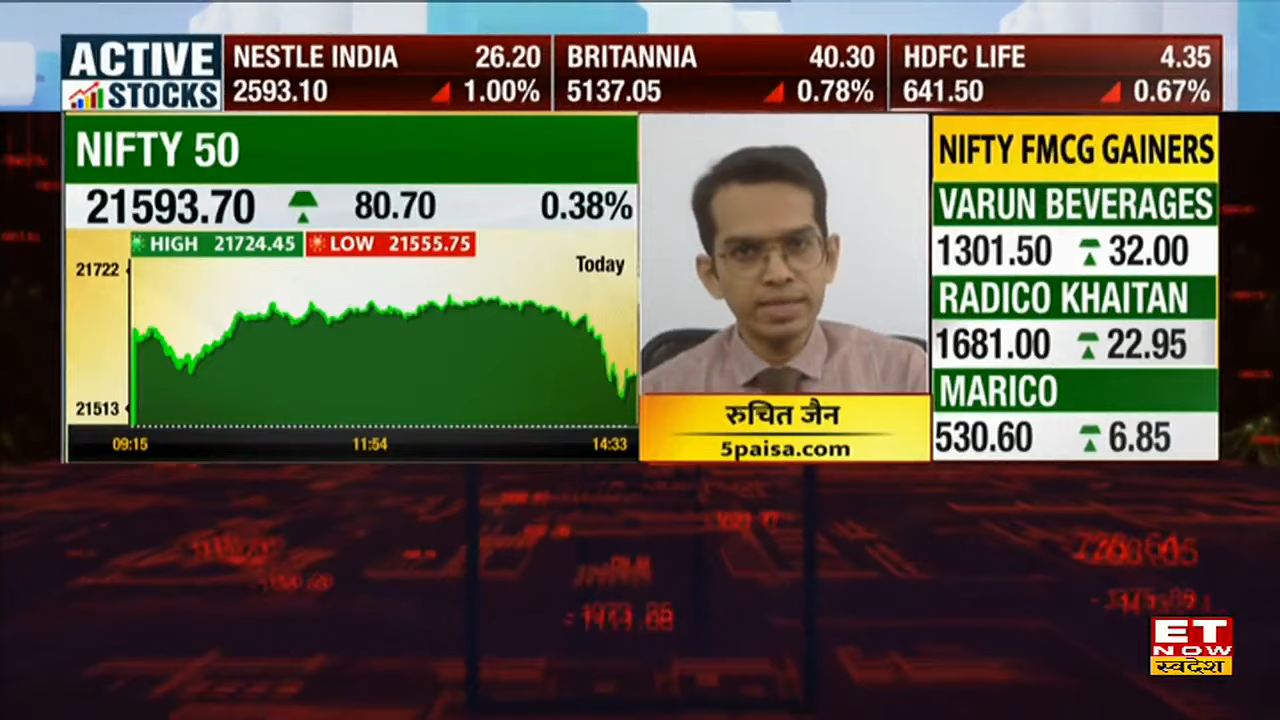 ACTIVE
STOCKS
NESTLE INDIA 26.20
2593.10 1.00%
BRITANNIA 40.30
5137.05 0.78%
HDFC LIFE 4.35
641.50 0.67%
NIFTY 50
21593.70 80.70 0.38%
HIGH 21724.45 LOW 21555.75
Today
21722
21513
09:15 11:54 14:33
रुचित जैन
5paisa.com
NIFTY FMCG GAINERS
VARUN BEVERAGES
1301.50 32.00
RADICO KHAITAN
1681.00 22.95
MARICO
530.60 6.85
ET
NOW
स्वदेश